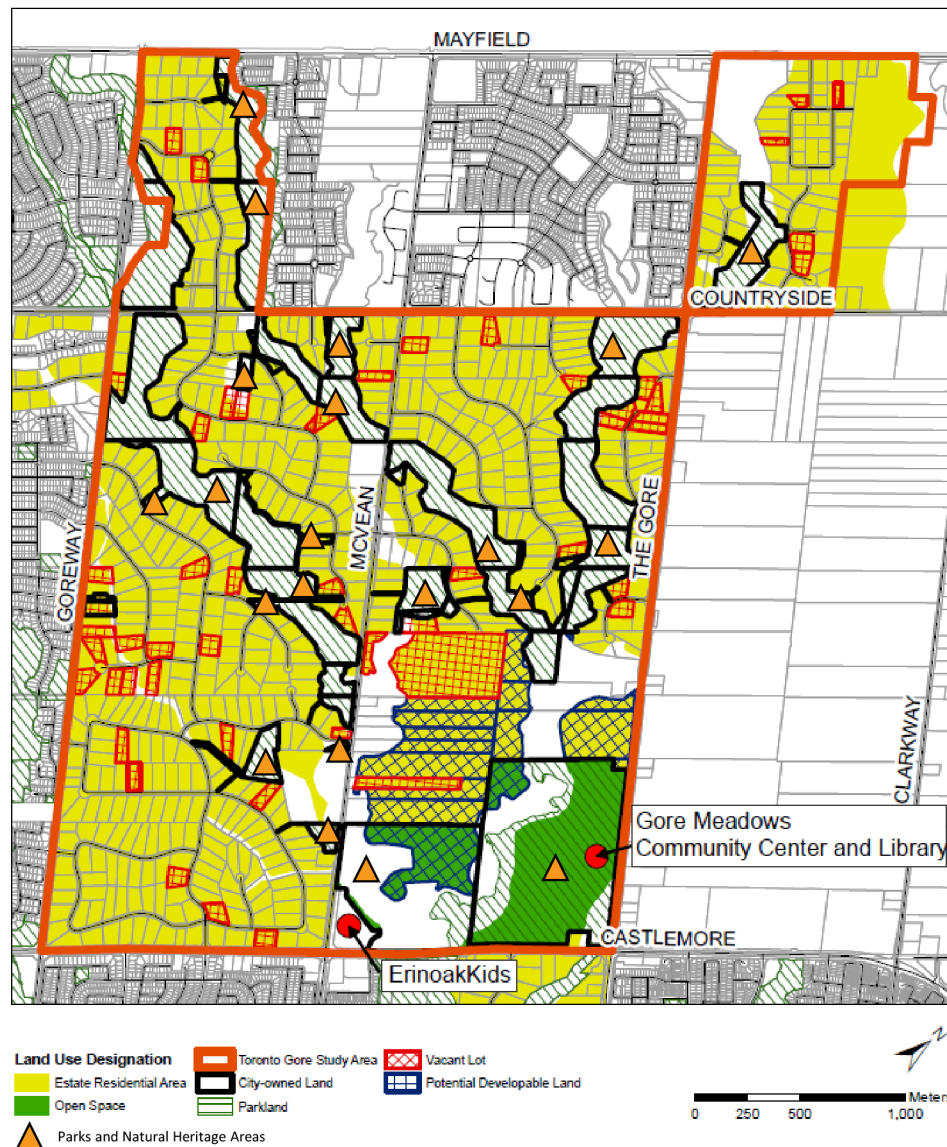 MAYFIELD
COUNTRYSIDE
GOREWAY
MCVEAN
THE GORE
CLARKWAY
Gore Meadows
Community Center and Library
CASTLEMORE
ErinoakKids
Land Use Designation
Estate Residential Area
Open Space
Toronto Gore Study Area
City-owned Land
Parkland
Vacant Lot
Potential Developable Land
Parks and Natural Heritage Areas
N
Meters
0 250 500 1,000